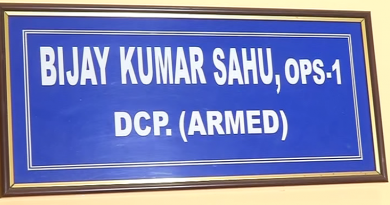 BIJAY KUMAR SAHU, OPS-1
DCP. (ARMED)